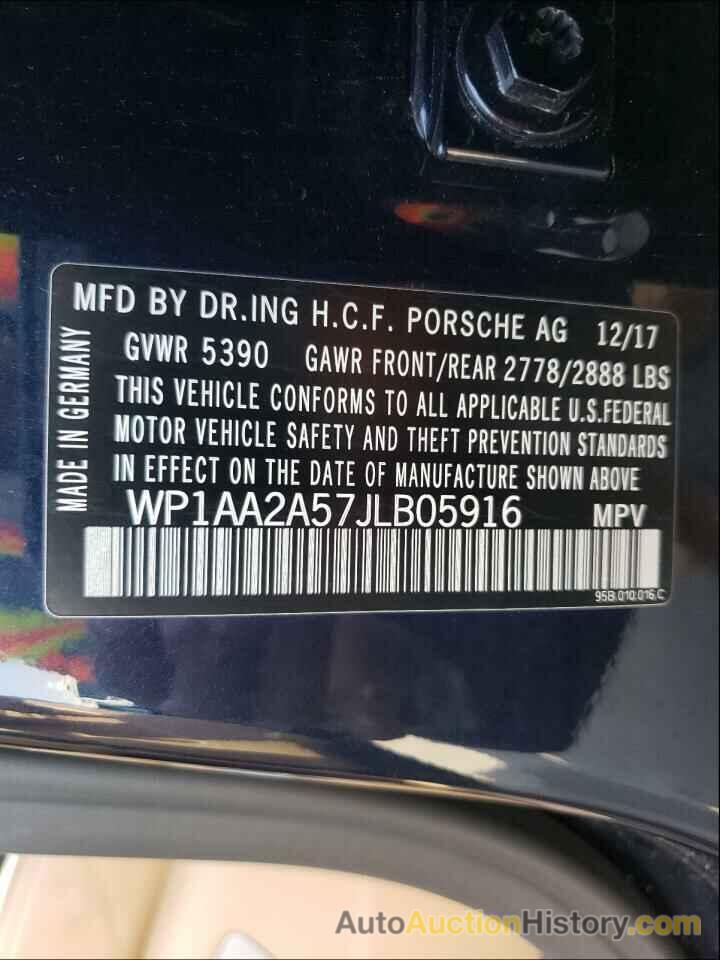 MFD BY DR.ING H.C.F. PORSCHE AG 12/17
GVWR 5390 GAWR FRONT/REAR 2778/2888 LBS
THIS VEHICLE CONFORMS TO ALL APPLICABLE U.S.FEDERAL
MOTOR VEHICLE SAFETY AND THEFT PREVENTION STANDARDS
IN EFFECT ON THE DATE OF MANUFACTURE SHOWN ABOVE
WP1AA2A57JLB05916 MPV
95B.010.016.C
MADE IN GERMANY
AutoAuctionHistory.com